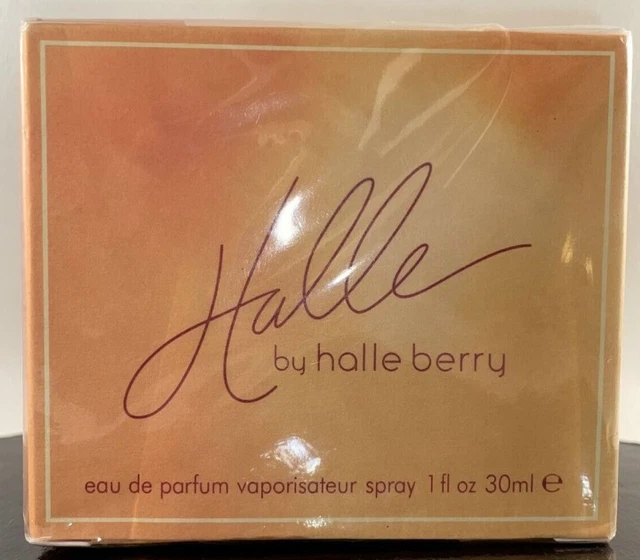 Halle
by halle berry
eau de parfum vaporisateur spray 1 fl oz 30ml ℮